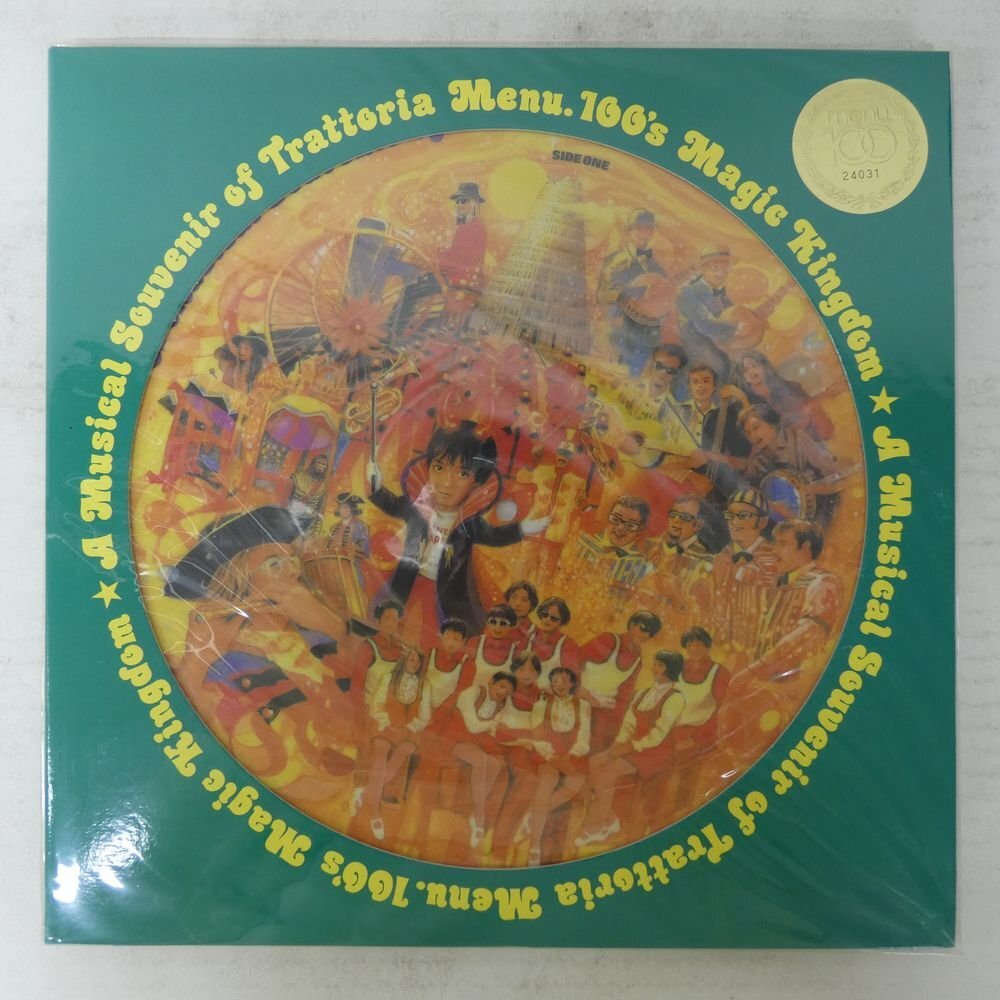 A Musical Souvenir of Trattoria Menu.100's Magic Kingdom ★
A Musical Souvenir of Trattoria Menu.100's Magic Kingdom ★
SIDE ONE
menu
100
24031